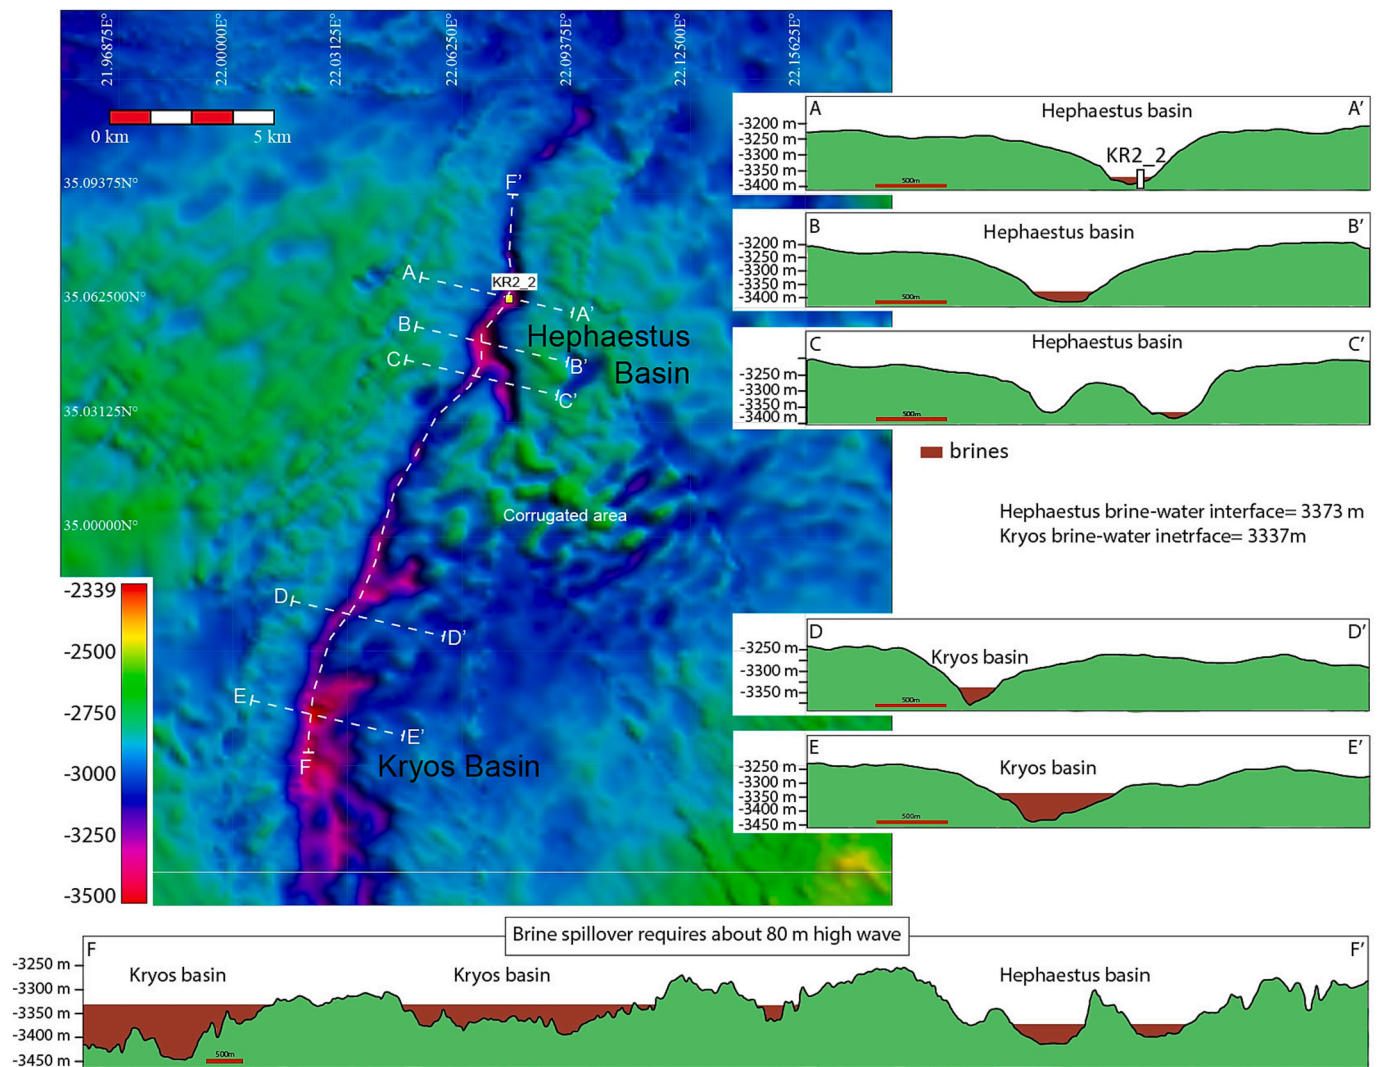 21.96875E°
22.00000E°
22.03125E°
22.06250E°
22.09375E°
22.12500E°
22.15625E°
0 km
5 km
35.09375N°
35.062500N°
35.03125N°
35.00000N°
F'
A
KR2_2
A'
B
B'
C
C'
Hephaestus
Basin
Corrugated area
D
D'
E
E'
F
Kryos Basin
-2339
-2500
-2750
-3000
-3250
-3500
A
Hephaestus basin
A'
-3200 m
-3250 m
-3300 m
-3350 m
-3400 m
KR2_2
500m
B
Hephaestus basin
B'
-3200 m
-3250 m
-3300 m
-3350 m
-3400 m
500m
C
Hephaestus basin
C'
-3250 m
-3300 m
-3350 m
-3400 m
500m
brines
Hephaestus brine-water interface= 3373 m
Kryos brine-water inetrface= 3337m
D
Kryos basin
D'
-3250 m
-3300 m
-3350 m
500m
E
Kryos basin
E'
-3250 m
-3300 m
-3350 m
-3400 m
-3450 m
500m
Brine spillover requires about 80 m high wave
F
F'
Kryos basin
Kryos basin
Hephaestus basin
-3250 m
-3300 m
-3350 m
-3400 m
-3450 m
500m